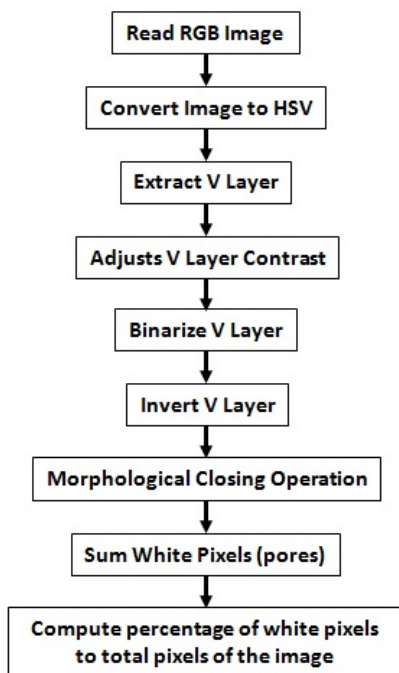 Read RGB Image
Convert Image to HSV
Extract V Layer
Adjusts V Layer Contrast
Binarize V Layer
Invert V Layer
Morphological Closing Operation
Sum White Pixels (pores)
Compute percentage of white pixels
to total pixels of the image